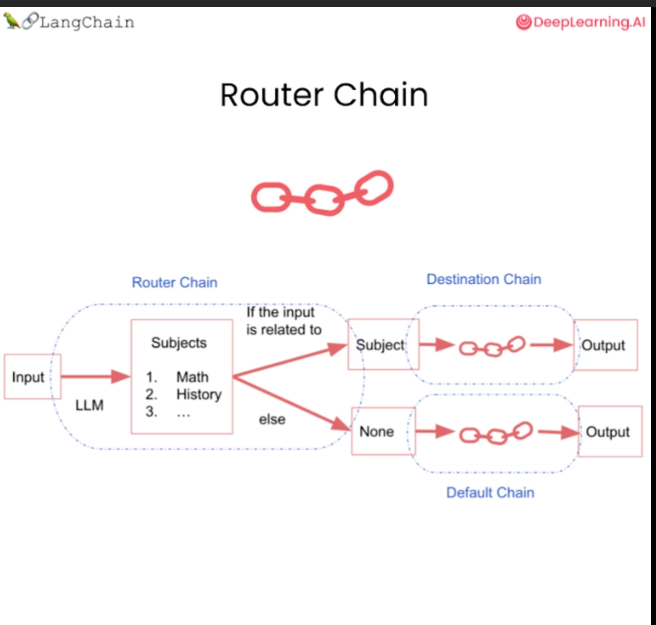 LangChain
DeepLearning.AI
Router Chain
Router Chain
Destination Chain
If the input
is related to
Subjects
1. Math
2. History
3. ...
Input
LLM
else
Subject
Output
None
Output
Default Chain